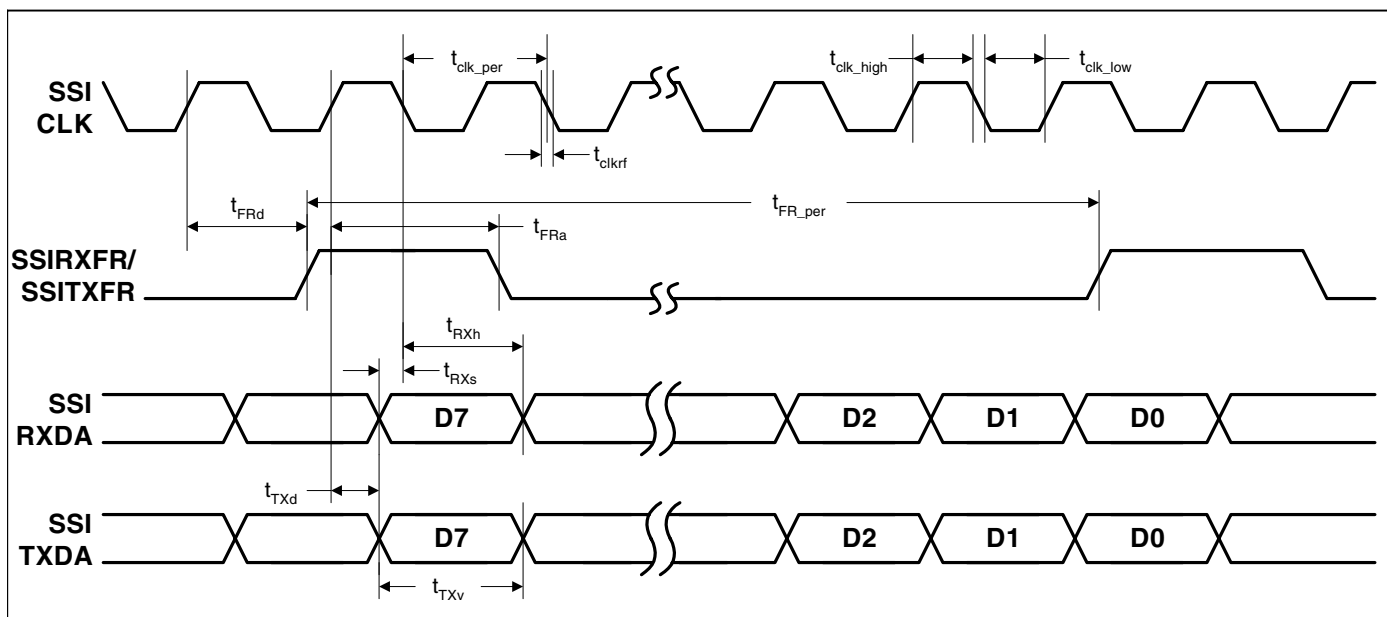 t_clk_per
t_clk_high
t_clk_low
SSI
CLK
t_clkrf
t_FRd
t_FR_per
t_FRa
SSIRXFR/
SSITXFR
t_RXh
t_RXs
SSI
RXDA
D7
D2
D1
D0
t_TXd
SSI
TXDA
D7
D2
D1
D0
t_TXv